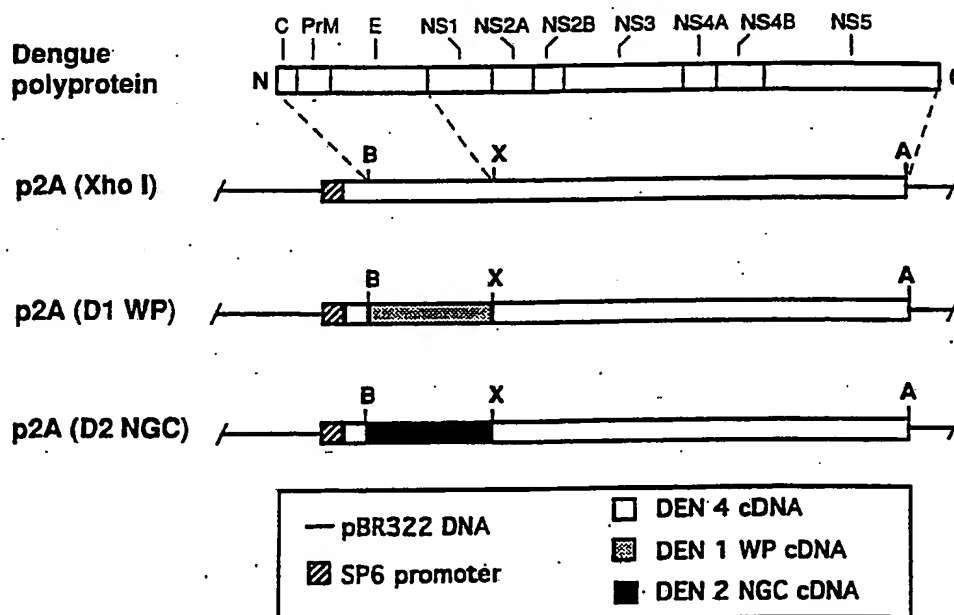 C PrM E NS1 NS2A NS2B NS3 NS4A NS4B NS5
Dengue
polyprotein
N
B X A
p2A (Xho I)
B X A
p2A (D1 WP)
B X A
p2A (D2 NGC)
pBR322 DNA
SP6 promoter
DEN 4 cDNA
DEN 1 WP cDNA
DEN 2 NGC cDNA